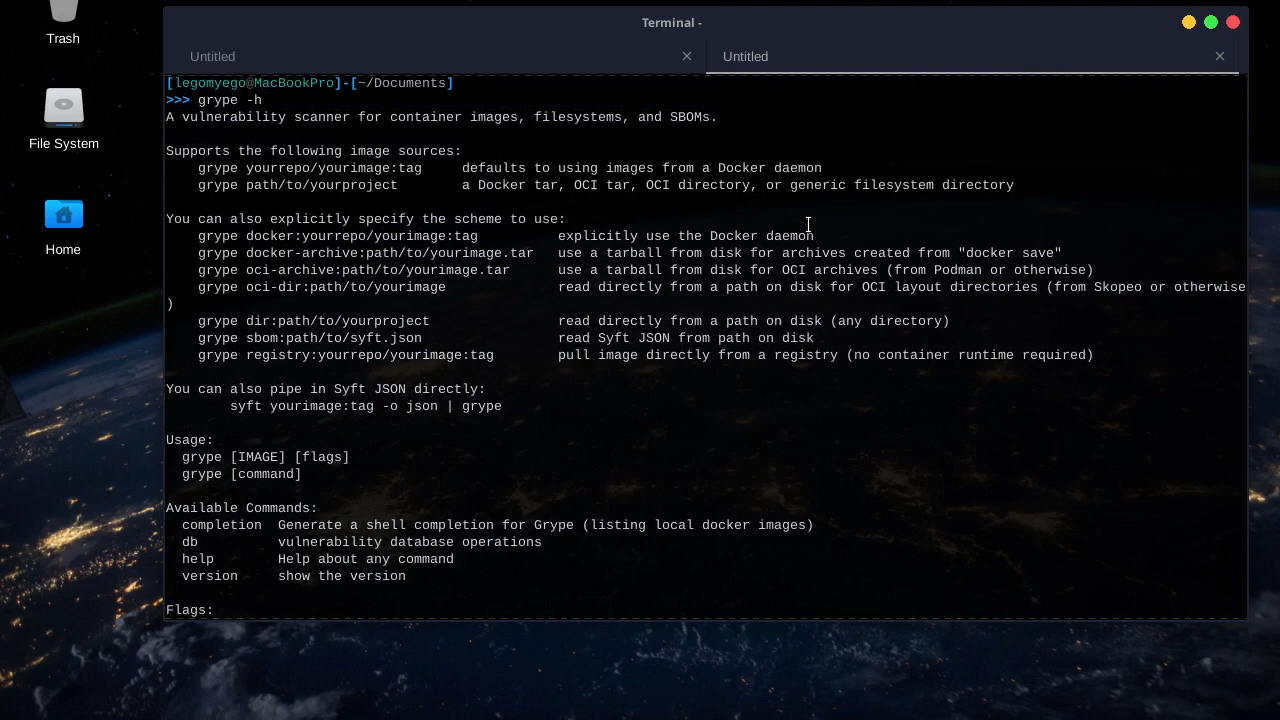 Trash
File System
Home
Terminal -
Untitled
Untitled
[legomyego@MacBookPro]-[~/Documents]
>>> grype -h
A vulnerability scanner for container images, filesystems, and SBOMs.
Supports the following image sources:
    grype yourrepo/yourimage:tag     defaults to using images from a Docker daemon
    grype path/to/yourproject        a Docker tar, OCI tar, OCI directory, or generic filesystem directory
You can also explicitly specify the scheme to use:
    grype docker:yourrepo/yourimage:tag          explicitly use the Docker daemon
    grype docker-archive:path/to/yourimage.tar   use a tarball from disk for archives created from "docker save"
    grype oci-archive:path/to/yourimage.tar      use a tarball from disk for OCI archives (from Podman or otherwise)
    grype oci-dir:path/to/yourimage              read directly from a path on disk for OCI layout directories (from Skopeo or otherwise
)
    grype dir:path/to/yourproject                read directly from a path on disk (any directory)
    grype sbom:path/to/syft.json                 read Syft JSON from path on disk
    grype registry:yourrepo/yourimage:tag        pull image directly from a registry (no container runtime required)
You can also pipe in Syft JSON directly:
        syft yourimage:tag -o json | grype
Usage:
  grype [IMAGE] [flags]
  grype [command]
Available Commands:
  completion  Generate a shell completion for Grype (listing local docker images)
  db          vulnerability database operations
  help        Help about any command
  version     show the version
Flags: